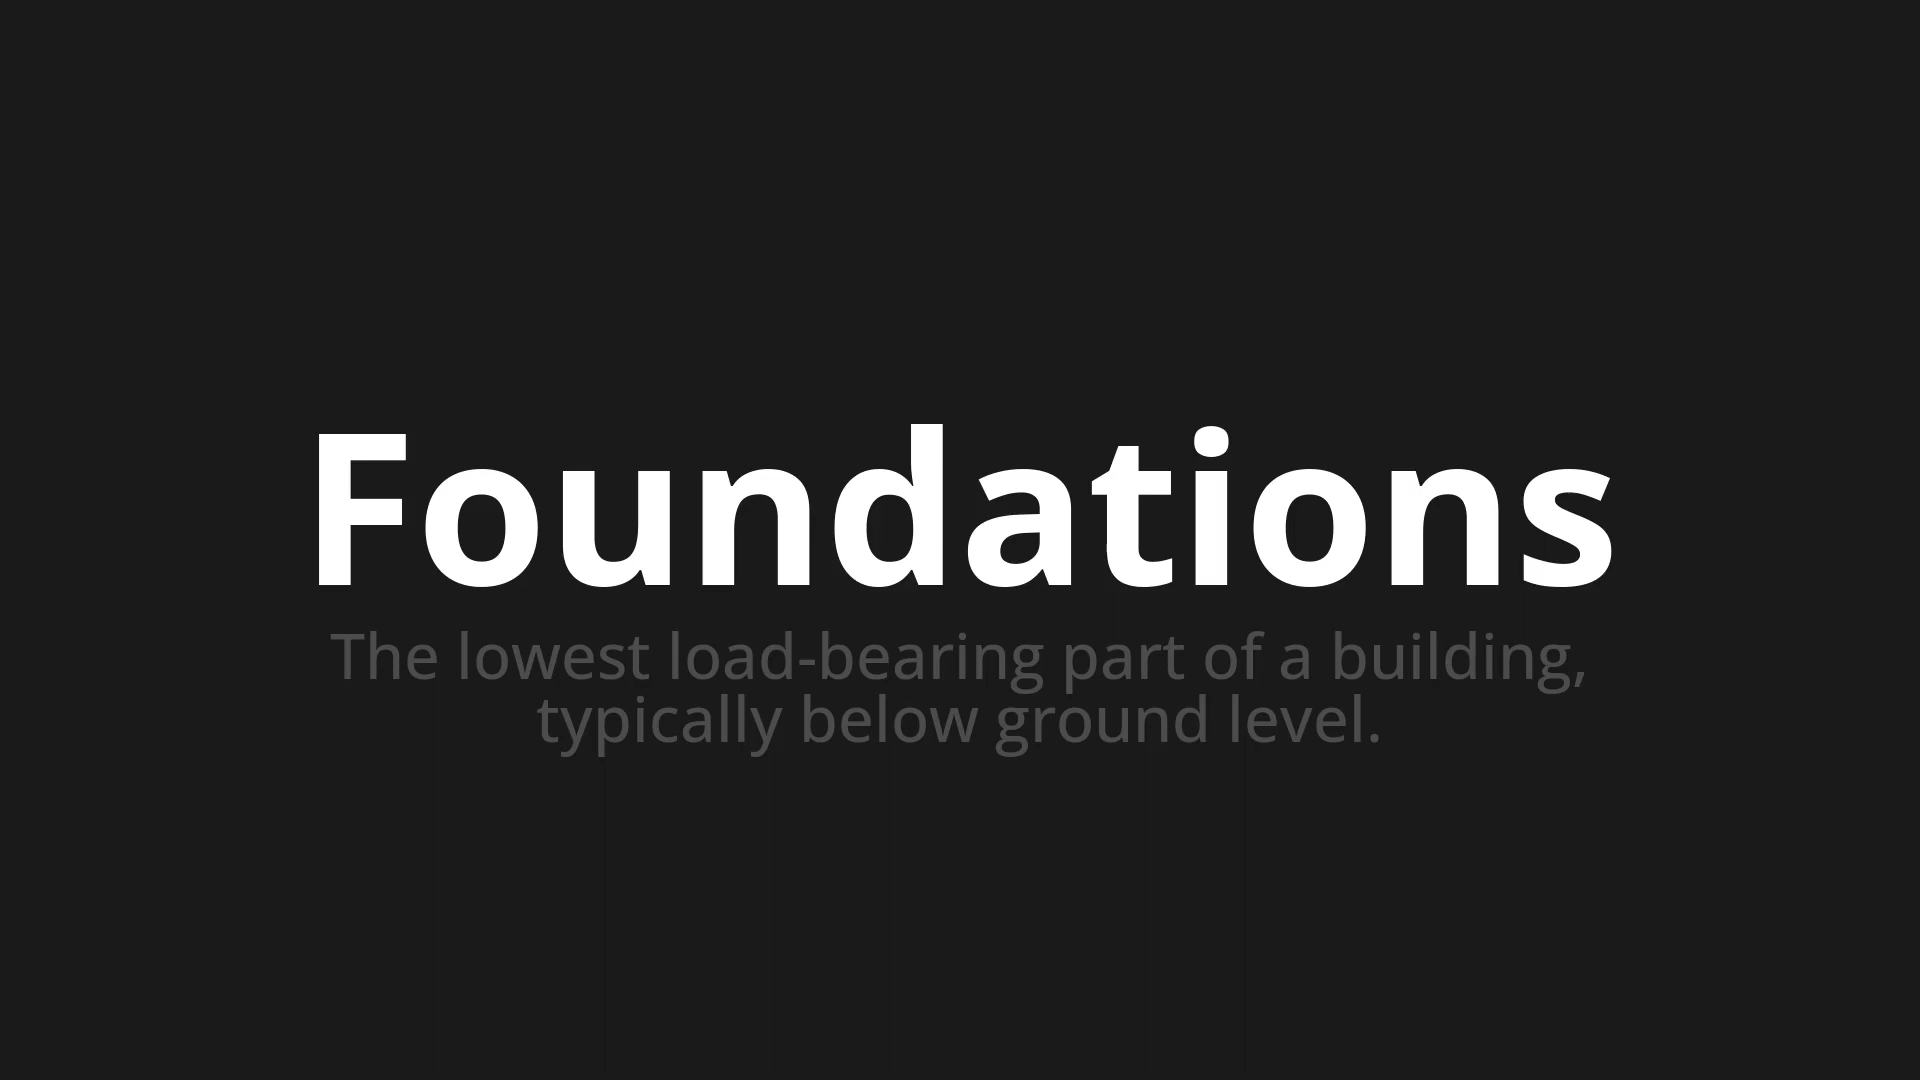 Foundations
The lowest load-bearing part of a building,
typically below ground level.